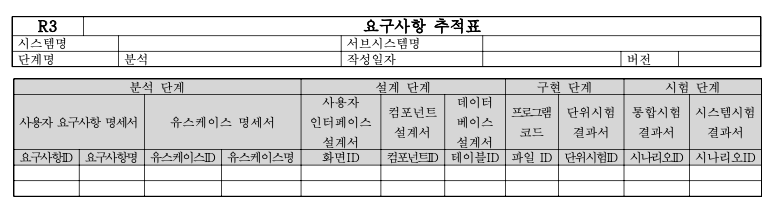 R3 요구사항 추적표
시스템명 서브시스템명
단계명 분석 작성일자 버전
분석 단계 설계 단계 구현 단계 시험 단계
사용자 요구사항 명세서 유스케이스 명세서 사용자 인터페이스 설계서 컴포넌트 설계서 데이터 베이스 설계서 프로그램 코드 단위시험 결과서 통합시험 결과서 시스템시험 결과서
요구사항ID 요구사항명 유스케이스ID 유스케이스명 화면ID 컴포넌트ID 테이블ID 파일 ID 단위시험ID 시나리오ID 시나리오ID